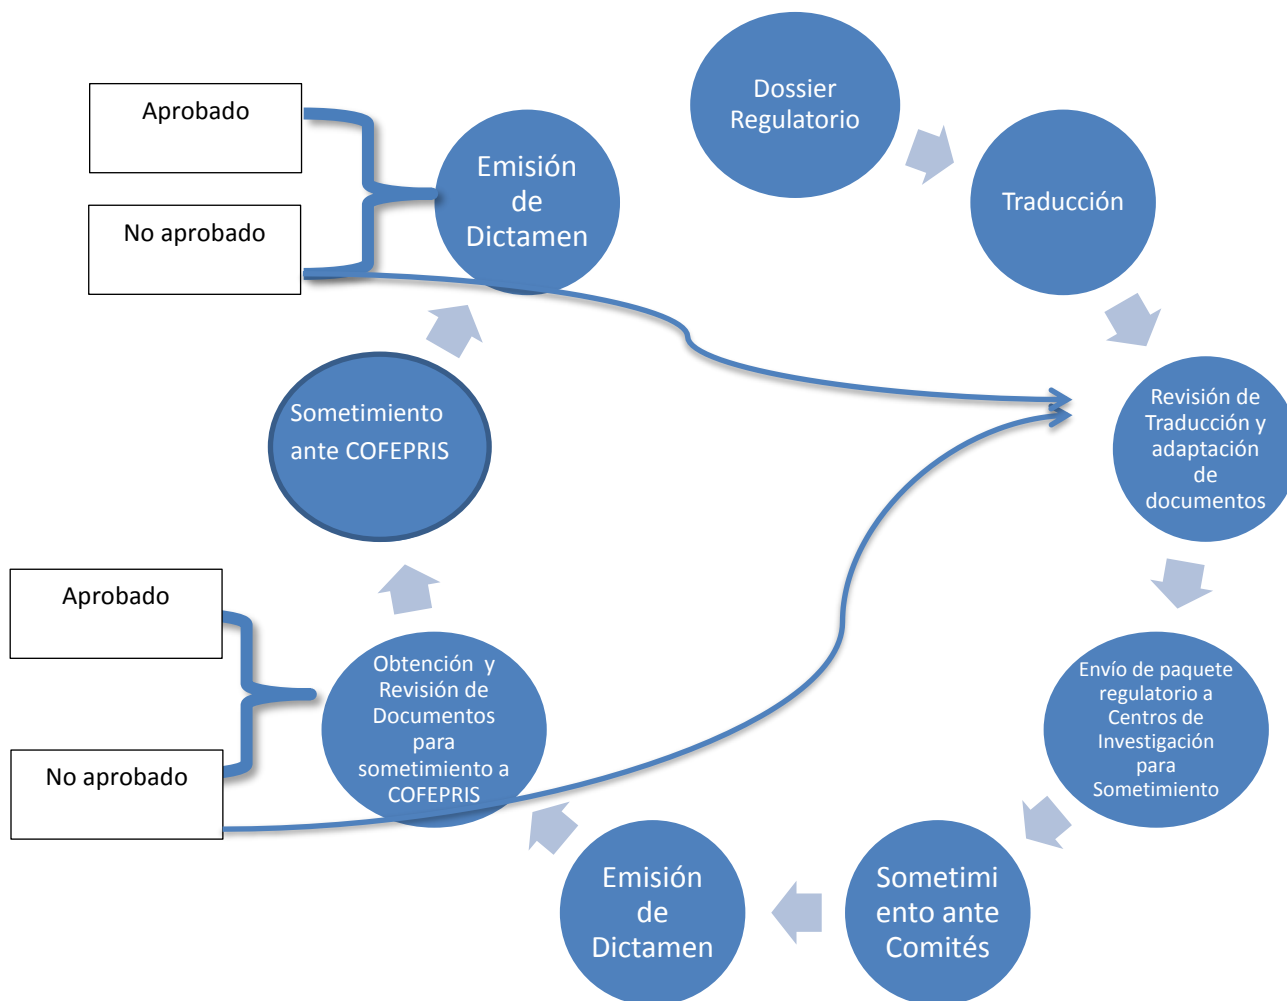 Dossier
Regulatorio
Traducción
Revisión de
Traducción y
adaptación
de
documentos
Envío de paquete
regulatorio a
Centros de
Investigación
para
Sometimiento
Sometimi
ento ante
Comités
Emisión
de
Dictamen
Obtención y
Revisión de
Documentos
para
sometimiento a
COFEPRIS
Aprobado
No aprobado
Sometimiento
ante COFEPRIS
Emisión
de
Dictamen
Aprobado
No aprobado